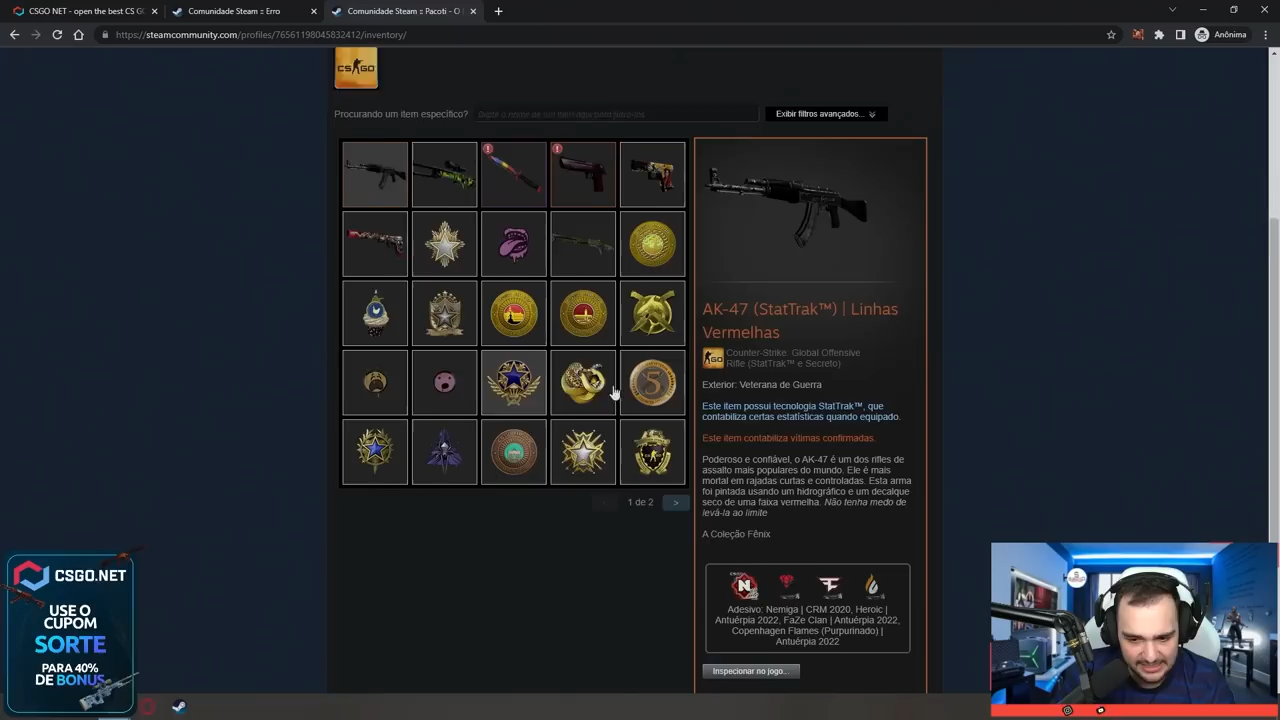 CSGO NET - open the best CS G
Comunidade Steam :: Erro
Comunidade Steam :: Pacoti - O
https://steamcommunity.com/profiles/76561198045832412/inventory/
Anônima
CS GO
Procurando um item específico?
Exibir filtros avançados...
AK-47 (StatTrak™) | Linhas
Vermelhas
Counter-Strike: Global Offensive
Rifle (StatTrak™ e Secreto)
Exterior: Veterana de Guerra
Este item possui tecnologia StatTrak™, que
contabiliza certas estatísticas quando equipado.
Este item contabiliza vítimas confirmadas.
Poderoso e confiável, o AK-47 é um dos rifles de
assalto mais populares do mundo. Ele é mais
mortal em rajadas curtas e controladas. Esta arma
foi pintada usando um hidrográfico e um decalque
seco de uma faixa vermelha. Não tenha medo de
levá-la ao limite
A Coleção Fênix
5
1 de 2
>
Adesivo: Nemiga | CRM 2020, Heroic |
Antuérpia 2022, FaZe Clan | Antuérpia 2022,
Copenhagen Flames (Purpurinado) |
Antuérpia 2022
Inspecionar no jogo...
CSGO.NET
USE O
CUPOM
SORTE
PARA 40%
DE BONUS